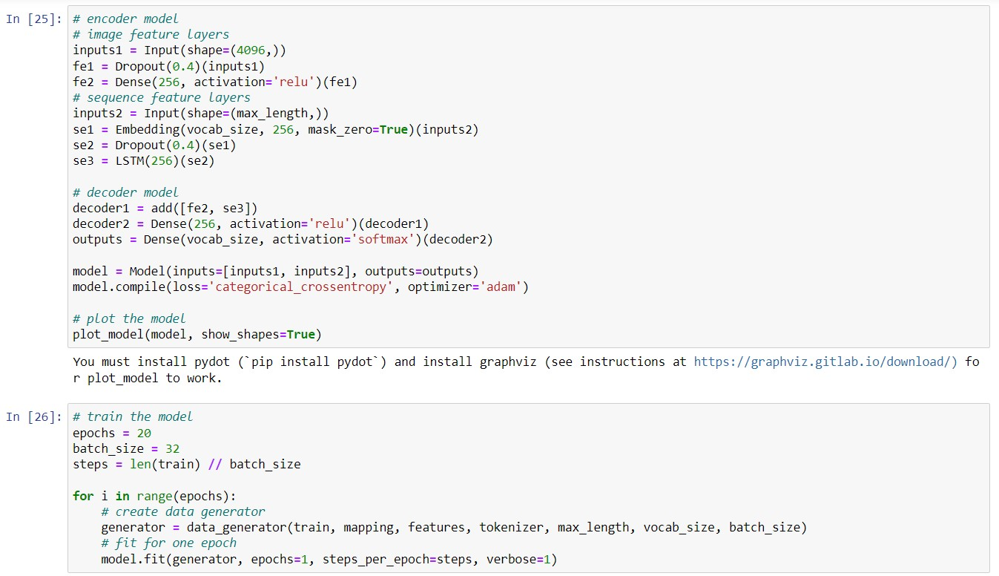 In [25]:
# encoder model
# image feature layers
inputs1 = Input(shape=(4096,))
fe1 = Dropout(0.4)(inputs1)
fe2 = Dense(256, activation='relu')(fe1)
# sequence feature layers
inputs2 = Input(shape=(max_length,))
se1 = Embedding(vocab_size, 256, mask_zero=True)(inputs2)
se2 = Dropout(0.4)(se1)
se3 = LSTM(256)(se2)

# decoder model
decoder1 = add([fe2, se3])
decoder2 = Dense(256, activation='relu')(decoder1)
outputs = Dense(vocab_size, activation='softmax')(decoder2)

model = Model(inputs=[inputs1, inputs2], outputs=outputs)
model.compile(loss='categorical_crossentropy', optimizer='adam')

# plot the model
plot_model(model, show_shapes=True)
You must install pydot (`pip install pydot`) and install graphviz (see instructions at https://graphviz.gitlab.io/download/) fo
r plot_model to work.
In [26]:
# train the model
epochs = 20
batch_size = 32
steps = len(train) // batch_size

for i in range(epochs):
    # create data generator
    generator = data_generator(train, mapping, features, tokenizer, max_length, vocab_size, batch_size)
    # fit for one epoch
    model.fit(generator, epochs=1, steps_per_epoch=steps, verbose=1)